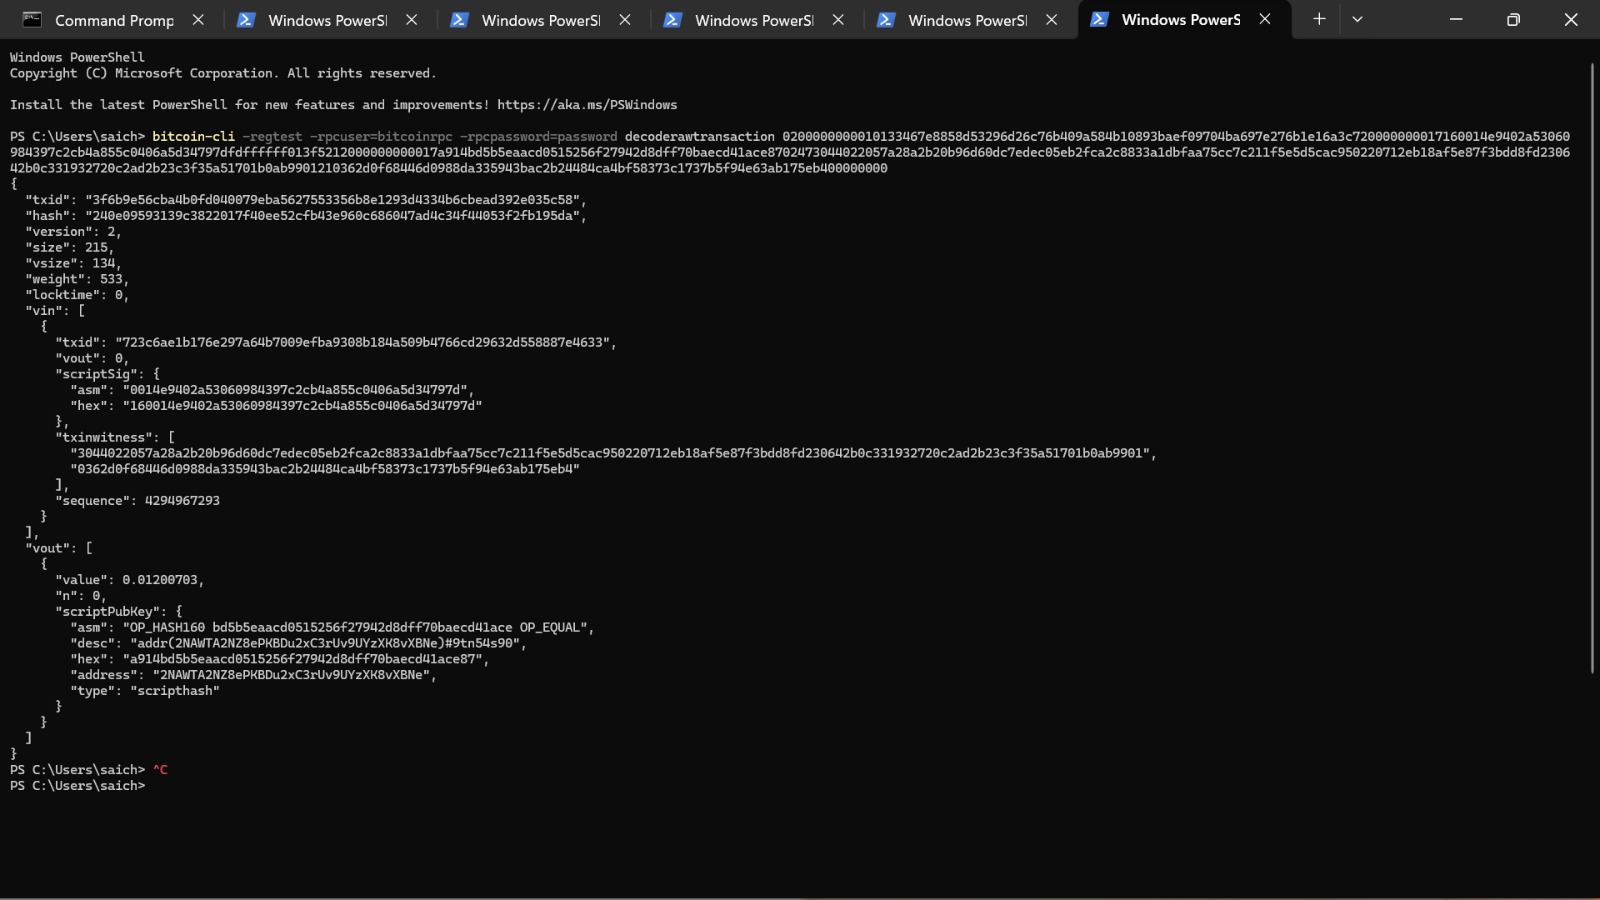 Command Promp
Windows PowerSl
Windows PowerSl
Windows PowerSl
Windows PowerSl
Windows PowerS
Windows PowerShell
Copyright (C) Microsoft Corporation. All rights reserved.
Install the latest PowerShell for new features and improvements! https://aka.ms/PSWindows
PS C:\Users\saich> bitcoin-cli -regtest -rpcuser=bitcoinrpc -rpcpassword=password decoderawtransaction 0200000000010133467e8858d53296d26c76b409a584b10893baef09704ba697e276b1e16a3c720000000017160014e9402a53060
984397c2cb4a855c0406a5d34797dfdffffff013f5212000000000017a914bd5b5eaacd0515256f27942d8dff70baecd41ace8702473044022057a28a2b20b96d60dc7edec05eb2fca2c8833a1dbfaa75cc7c211f5e5d5cac950220712eb18af5e87f3bdd8fd2306
42b0c331932720c2ad2b23c3f35a51701b0ab9901210362d0f68446d0988da335943bac2b24484ca4bf58373c1737b5f94e63ab175eb400000000
{
"txid": "3f6b9e56cba4b0fd040079eba5627553356b8e1293d4334b6cbead392e035c58",
"hash": "240e09593139c3822017f40ee52cfb43e960c686047ad4c34f44053f2fb195da",
"version": 2,
"size": 215,
"vsize": 134,
"weight": 533,
"locktime": 0,
"vin": [
{
"txid": "723c6ae1b176e297a64b7009efba9308b184a509b4766cd29632d558887e4633",
"vout": 0,
"scriptSig": {
"asm": "0014e9402a53060984397c2cb4a855c0406a5d34797d",
"hex": "160014e9402a53060984397c2cb4a855c0406a5d34797d"
},
"txinwitness": [
"3044022057a28a2b20b96d60dc7edec05eb2fca2c8833a1dbfaa75cc7c211f5e5d5cac950220712eb18af5e87f3bdd8fd230642b0c331932720c2ad2b23c3f35a51701b0ab9901",
"0362d0f68446d0988da335943bac2b24484ca4bf58373c1737b5f94e63ab175eb4"
],
"sequence": 4294967293
}
],
"vout": [
{
"value": 0.01200703,
"n": 0,
"scriptPubKey": {
"asm": "OP_HASH160 bd5b5eaacd0515256f27942d8dff70baecd41ace OP_EQUAL",
"desc": "addr(2NAWTA2NZ8ePKBDu2xC3rUv9UYzXK8vXBNe)#9tn54s90",
"hex": "a914bd5b5eaacd0515256f27942d8dff70baecd41ace87",
"address": "2NAWTA2NZ8ePKBDu2xC3rUv9UYzXK8vXBNe",
"type": "scripthash"
}
}
]
}
PS C:\Users\saich> ^C
PS C:\Users\saich>